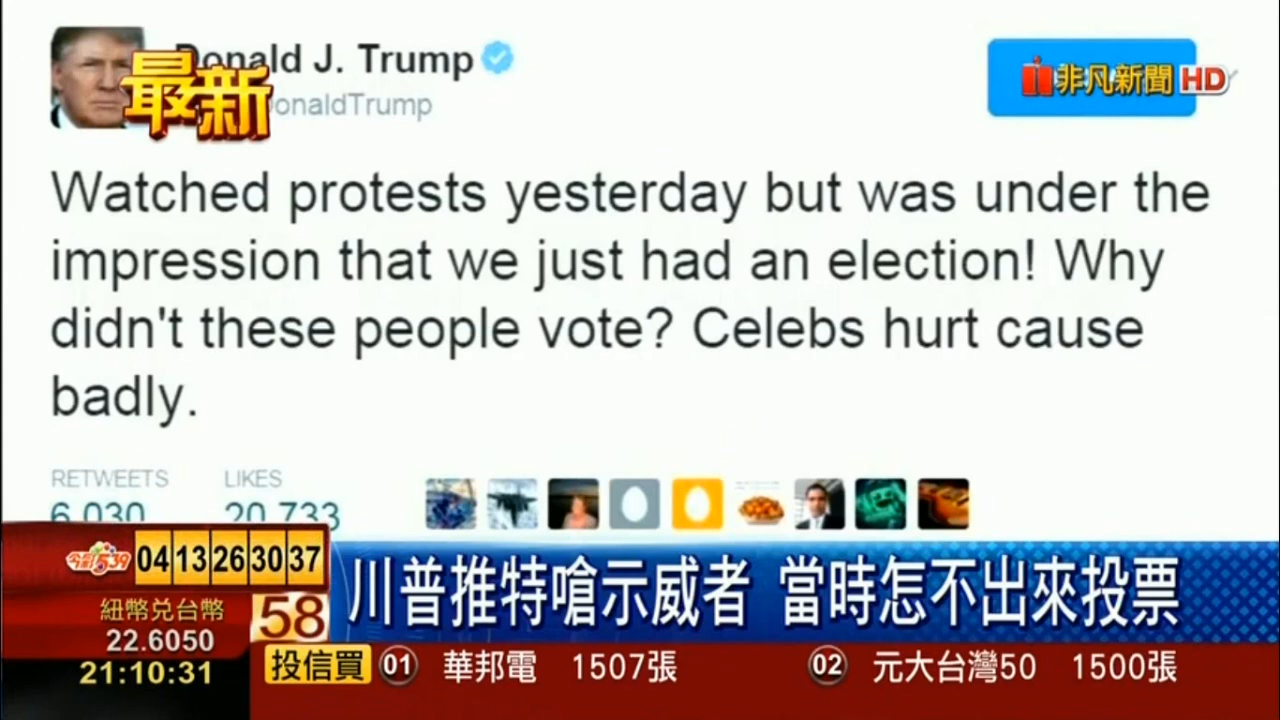 Donald J. Trump
最新
onaldTrump
非凡新聞 HD
Watched protests yesterday but was under the
impression that we just had an election! Why
didn't these people vote? Celebs hurt cause
badly.
RETWEETS LIKES
6,030 20,733
今彩539 04 13 26 30 37
川普推特嗆示威者 當時怎不出來投票
紐幣兌台幣
58
22.6050
21:10:31
投信買 01 華邦電 1507張 02 元大台灣50 1500張